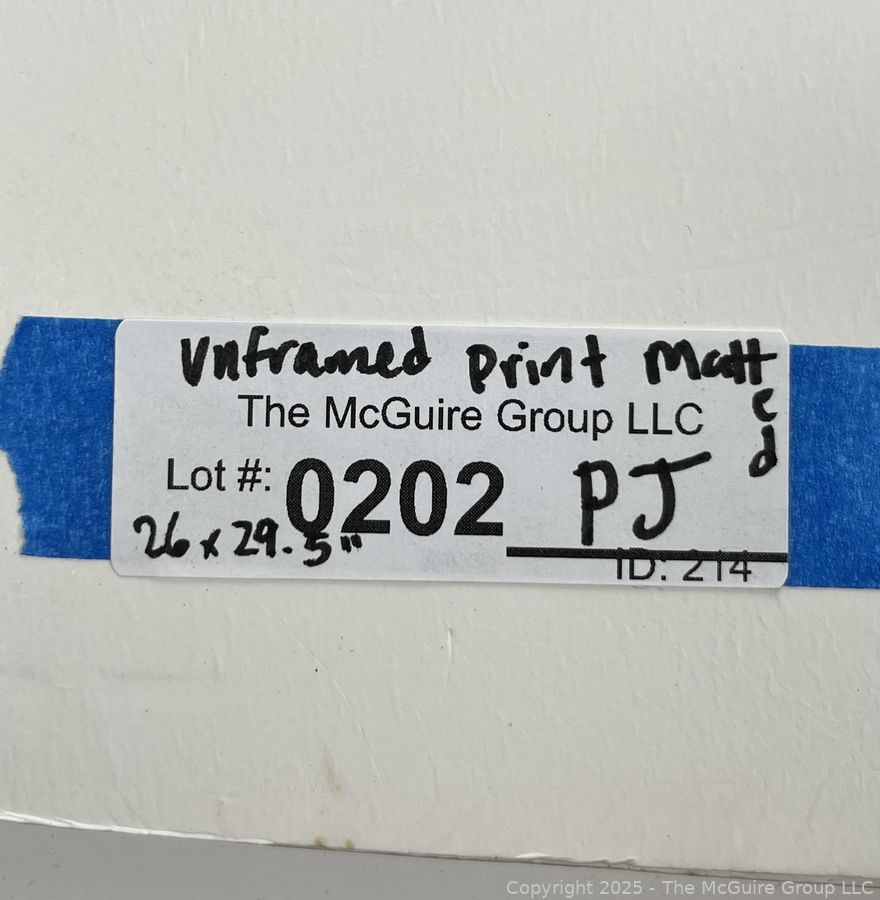 Unframed print Matted
The McGuire Group LLC
Lot #: 0202 PJ
26 x 29.5"
ID: 214
Copyright 2025 - The McGuire Group LLC